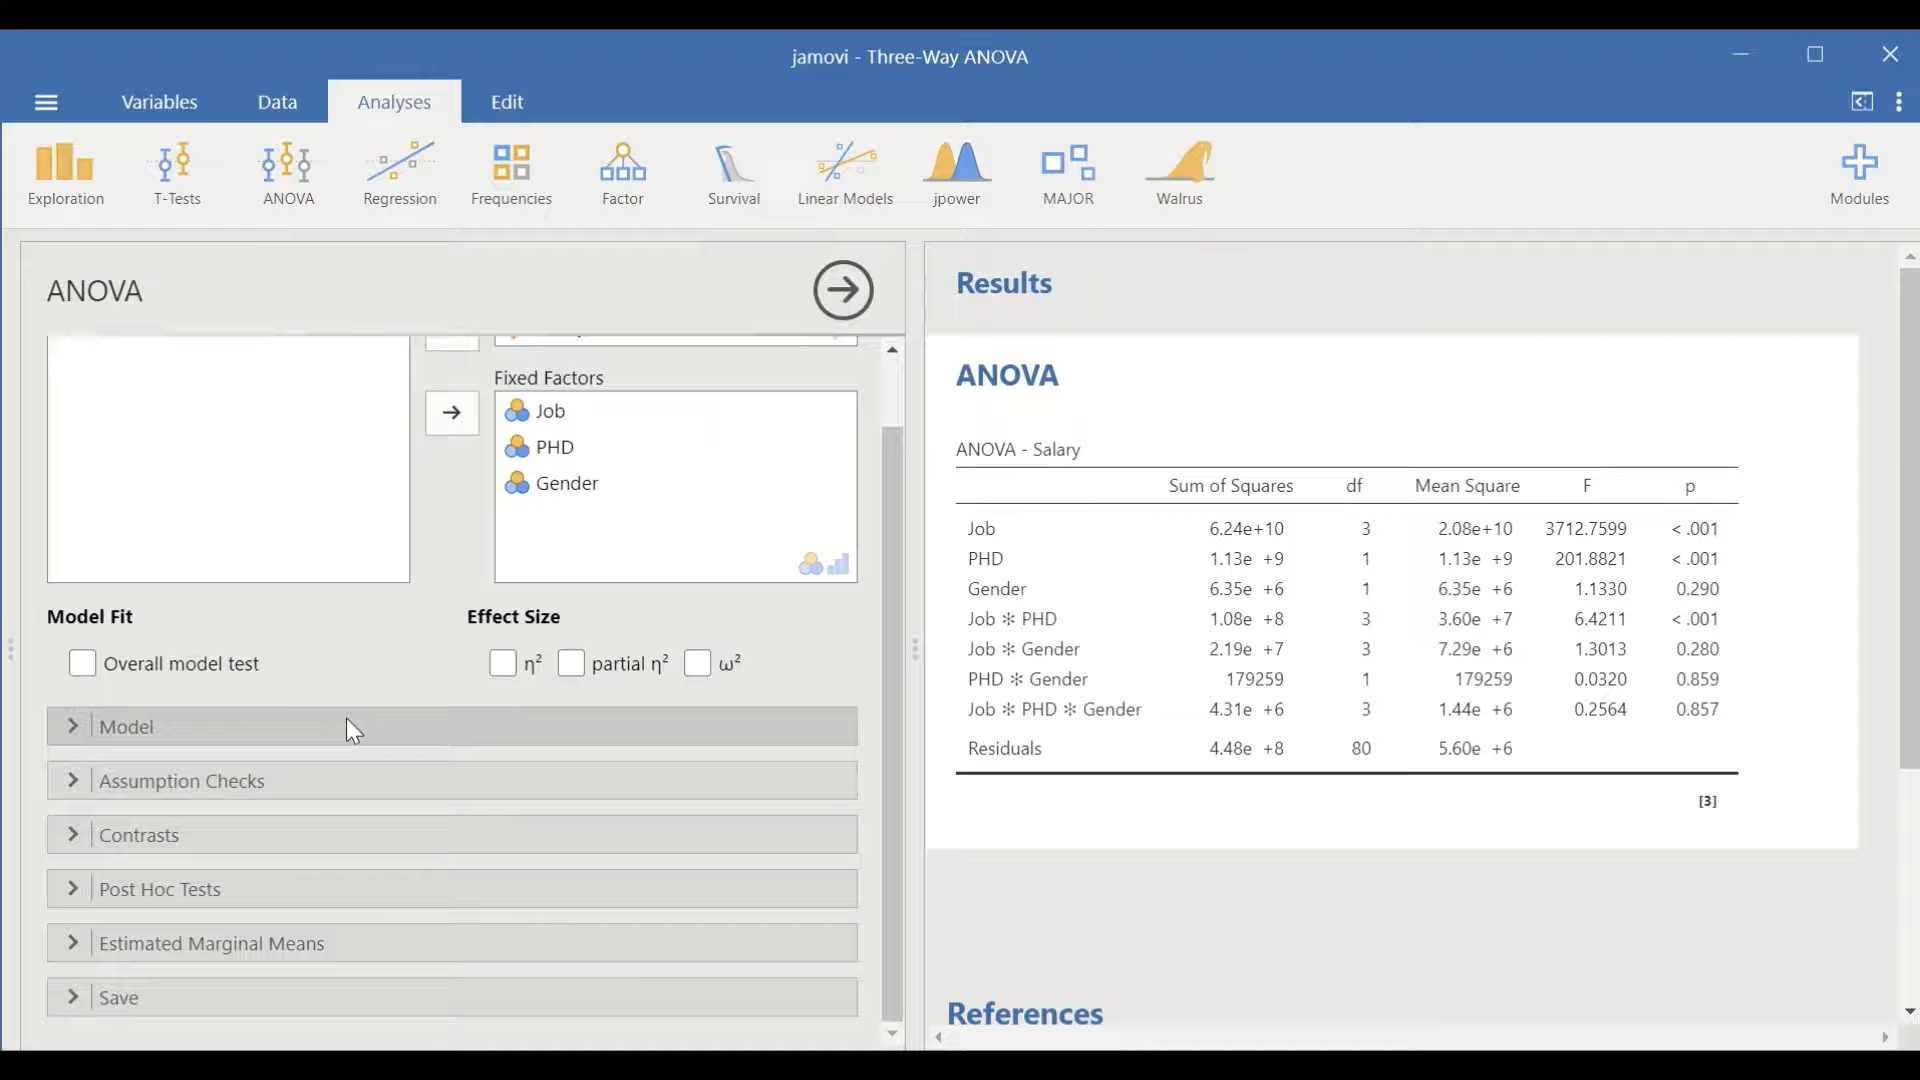 jamovi - Three-Way ANOVA
Variables Data Analyses Edit
Exploration T-Tests ANOVA Regression Frequencies Factor Survival Linear Models jpower MAJOR Walrus Modules
ANOVA
Fixed Factors
Job
PHD
Gender
Model Fit Effect Size
Overall model test η² partial η² ω²
Model
Assumption Checks
Contrasts
Post Hoc Tests
Estimated Marginal Means
Save
Results
ANOVA
ANOVA - Salary
Sum of Squares df Mean Square F p
Job 6.24e+10 3 2.08e+10 3712.7599 < .001
PHD 1.13e +9 1 1.13e +9 201.8821 < .001
Gender 6.35e +6 1 6.35e +6 1.1330 0.290
Job ✻ PHD 1.08e +8 3 3.60e +7 6.4211 < .001
Job ✻ Gender 2.19e +7 3 7.29e +6 1.3013 0.280
PHD ✻ Gender 179259 1 179259 0.0320 0.859
Job ✻ PHD ✻ Gender 4.31e +6 3 1.44e +6 0.2564 0.857
Residuals 4.48e +8 80 5.60e +6
[3]
References